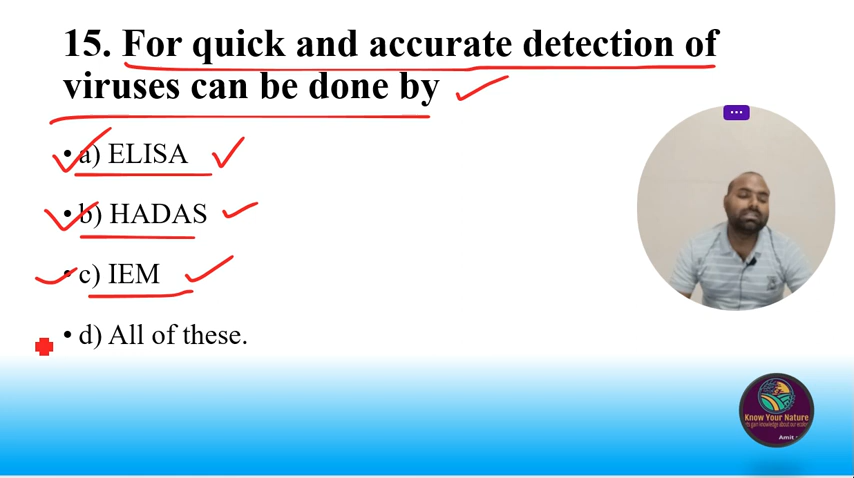 15. For quick and accurate detection of
viruses can be done by
• a) ELISA
• b) HADAS
• c) IEM
• d) All of these.
Know Your Nature
Amit